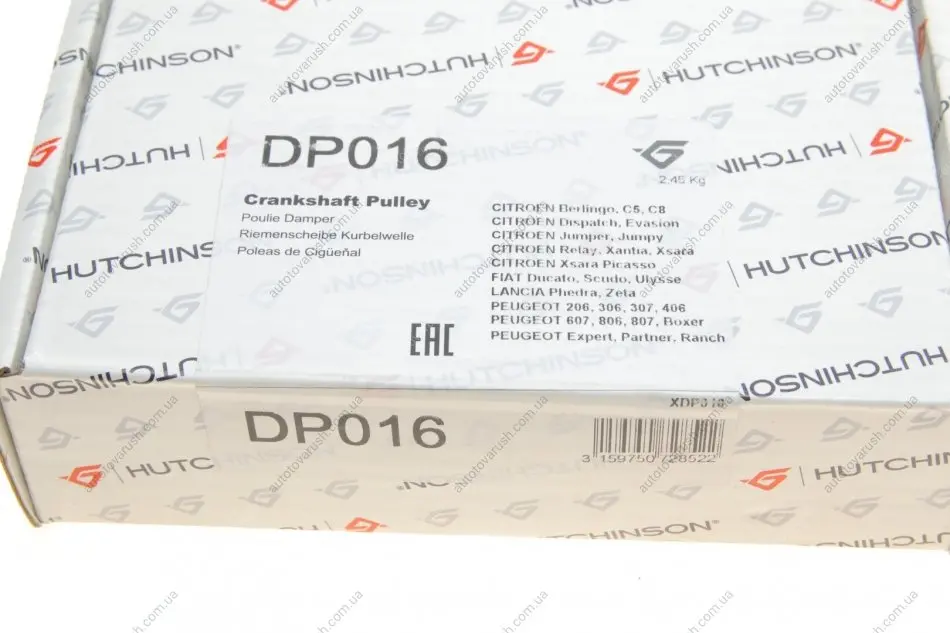 HUTCHINSON
HUTCHINSON
HUTCHINSON
DP016
2.45 Kg
Crankshaft Pulley
Poulie Damper
Riemenscheibe Kurbelwelle
Poleas de Cigüeñal
CITROEN Berlingo, C5, C8
CITROEN Dispatch, Evasion
CITROEN Jumper, Jumpy
CITROEN Relay, Xantia, Xsara
CITROEN Xsara Picasso
FIAT Ducato, Scudo, Ulysse
LANCIA Phedra, Zeta
PEUGEOT 206, 306, 307, 406
PEUGEOT 607, 806, 807, Boxer
PEUGEOT Expert, Partner, Ranch
EAC
HUTCHINSON
HUTCHINSON
HUTCHINSON
DP016
3 159750 728522
HUTCHINSON
autotovarush.com.ua